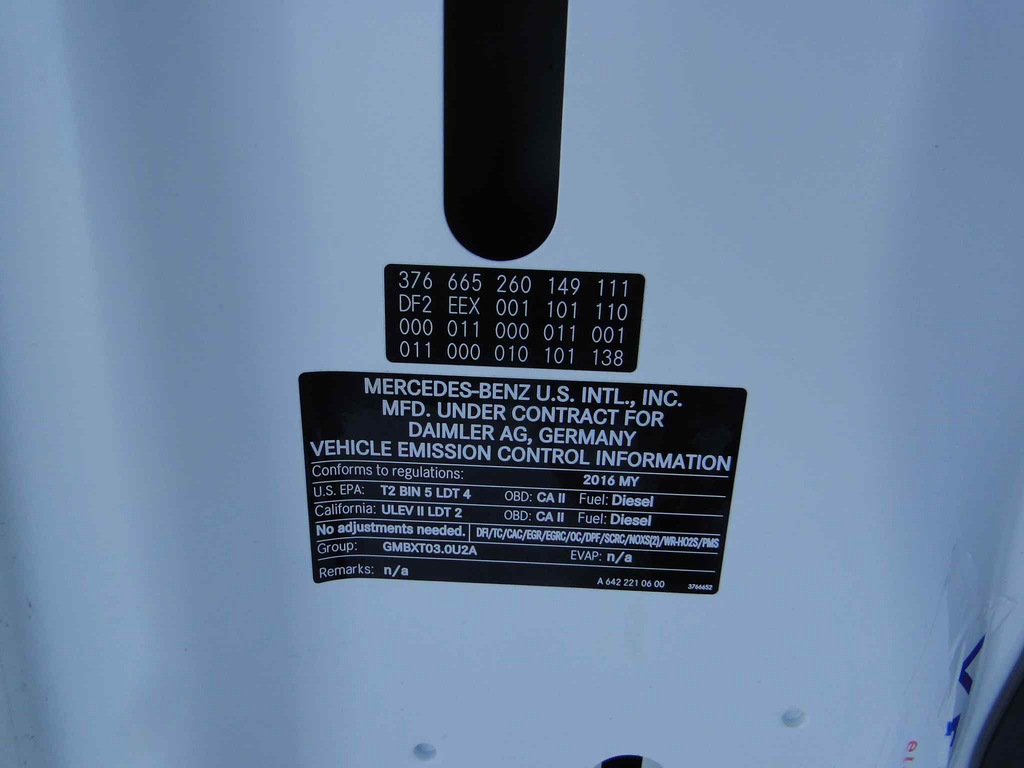 376 665 260 149 111
DF2 EEX 001 101 110
000 011 000 011 001
011 000 010 101 138
MERCEDES-BENZ U.S. INTL., INC.
MFD. UNDER CONTRACT FOR
DAIMLER AG, GERMANY
VEHICLE EMISSION CONTROL INFORMATION
Conforms to regulations: 2016 MY
U.S. EPA: T2 BIN 5 LDT 4 OBD: CA II Fuel: Diesel
California: ULEV II LDT 2 OBD: CA II Fuel: Diesel
No adjustments needed. DFI/TC/CAC/EGR/EGRC/OC/DPF/SCRC/NOXS(2)/WR-HO2S/PMS
Group: GMBXT03.0U2A EVAP: n/a
Remarks: n/a A 642 221 06 00 3766652